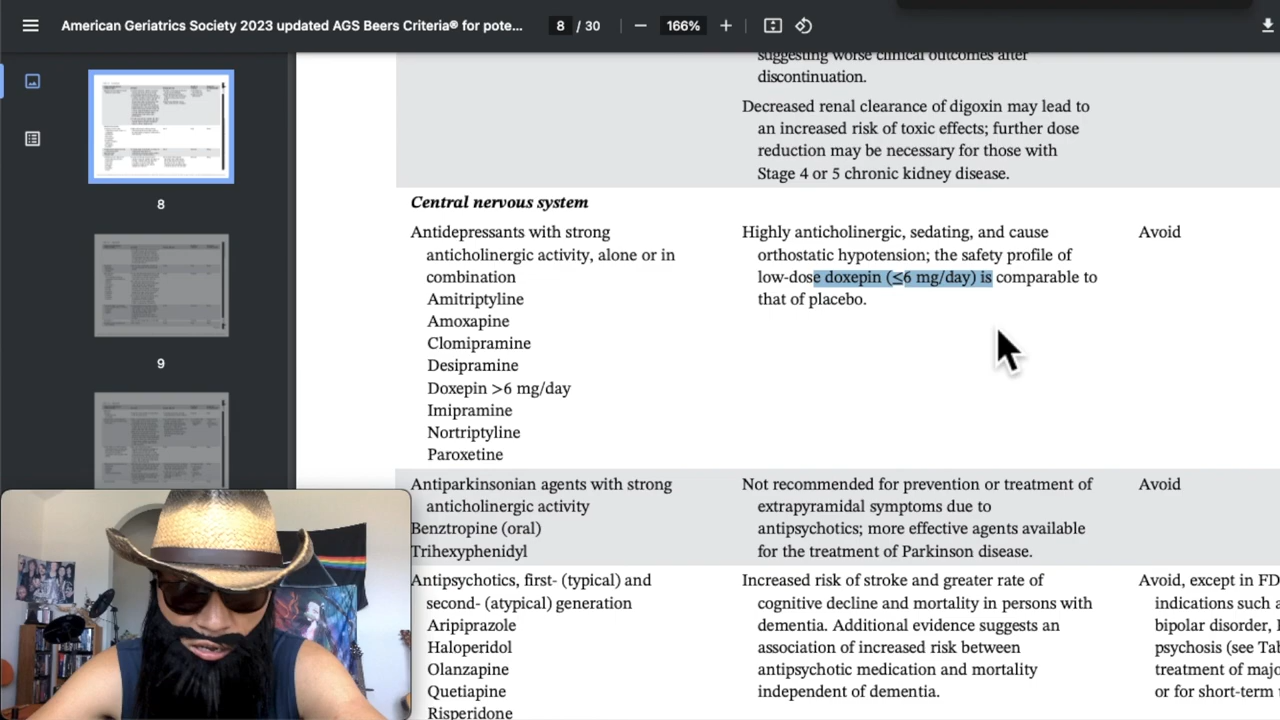 American Geriatrics Society 2023 updated AGS Beers Criteria® for pote...
8 / 30
166%
8
9
suggesting worse clinical outcomes after
discontinuation.
Decreased renal clearance of digoxin may lead to
an increased risk of toxic effects; further dose
reduction may be necessary for those with
Stage 4 or 5 chronic kidney disease.
Central nervous system
Antidepressants with strong
anticholinergic activity, alone or in
combination
Amitriptyline
Amoxapine
Clomipramine
Desipramine
Doxepin >6 mg/day
Imipramine
Nortriptyline
Paroxetine
Highly anticholinergic, sedating, and cause
orthostatic hypotension; the safety profile of
low-dose doxepin (≤6 mg/day) is comparable to
that of placebo.
Avoid
Antiparkinsonian agents with strong
anticholinergic activity
Benztropine (oral)
Trihexyphenidyl
Not recommended for prevention or treatment of
extrapyramidal symptoms due to
antipsychotics; more effective agents available
for the treatment of Parkinson disease.
Avoid
Antipsychotics, first- (typical) and
second- (atypical) generation
Aripiprazole
Haloperidol
Olanzapine
Quetiapine
Risperidone
Increased risk of stroke and greater rate of
cognitive decline and mortality in persons with
dementia. Additional evidence suggests an
association of increased risk between
antipsychotic medication and mortality
independent of dementia.
Avoid, except in FD
indications such
bipolar disorder,
psychosis (see Tab
treatment of majo
or for short-term